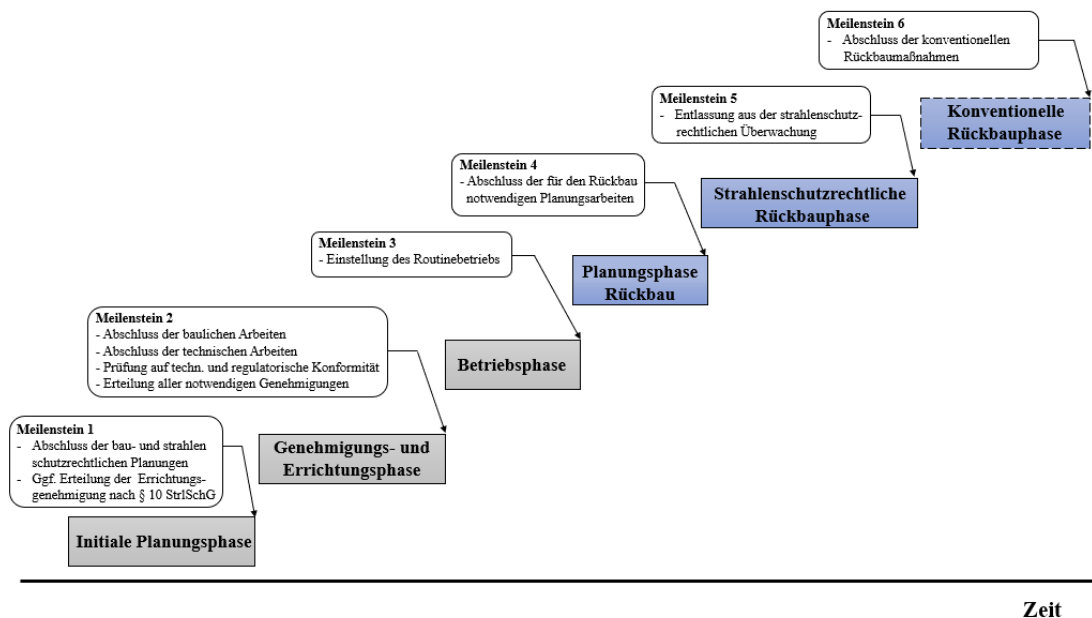 Meilenstein 6
- Abschluss der konventionellen
Rückbaumaßnahmen
Konventionelle
Rückbauphase
Meilenstein 5
- Entlassung aus der strahlenschutz-
rechtlichen Überwachung
Strahlenschutzrechtliche
Rückbauphase
Meilenstein 4
- Abschluss der für den Rückbau
notwendigen Planungsarbeiten
Planungsphase
Rückbau
Meilenstein 3
- Einstellung des Routinebetriebs
Betriebsphase
Meilenstein 2
- Abschluss der baulichen Arbeiten
- Abschluss der technischen Arbeiten
- Prüfung auf techn. und regulatorische Konformität
- Erteilung aller notwendigen Genehmigungen
Genehmigungs- und
Errichtungsphase
Meilenstein 1
- Abschluss der bau- und strahlen
schutzrechtlichen Planungen
- Ggf. Erteilung der Errichtungs-
genehmigung nach § 10 StrlSchG
Initiale Planungsphase
Zeit